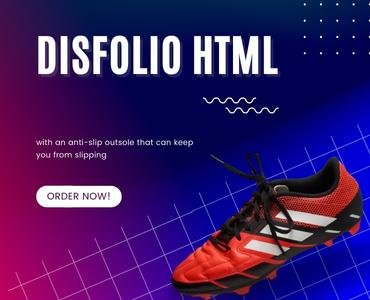 DISFOLIO HTML
with an anti-slip outsole that can keep
you from slipping
ORDER NOW!